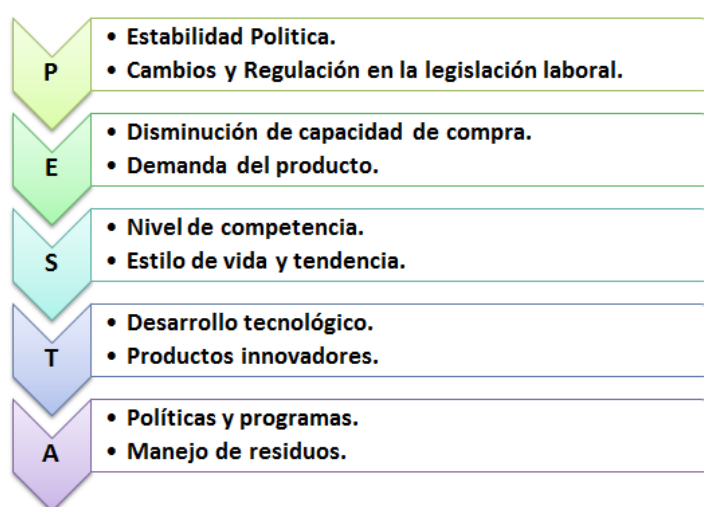 P
• Estabilidad Politica.
• Cambios y Regulación en la legislación laboral.
E
• Disminución de capacidad de compra.
• Demanda del producto.
S
• Nivel de competencia.
• Estilo de vida y tendencia.
T
• Desarrollo tecnológico.
• Productos innovadores.
A
• Políticas y programas.
• Manejo de residuos.